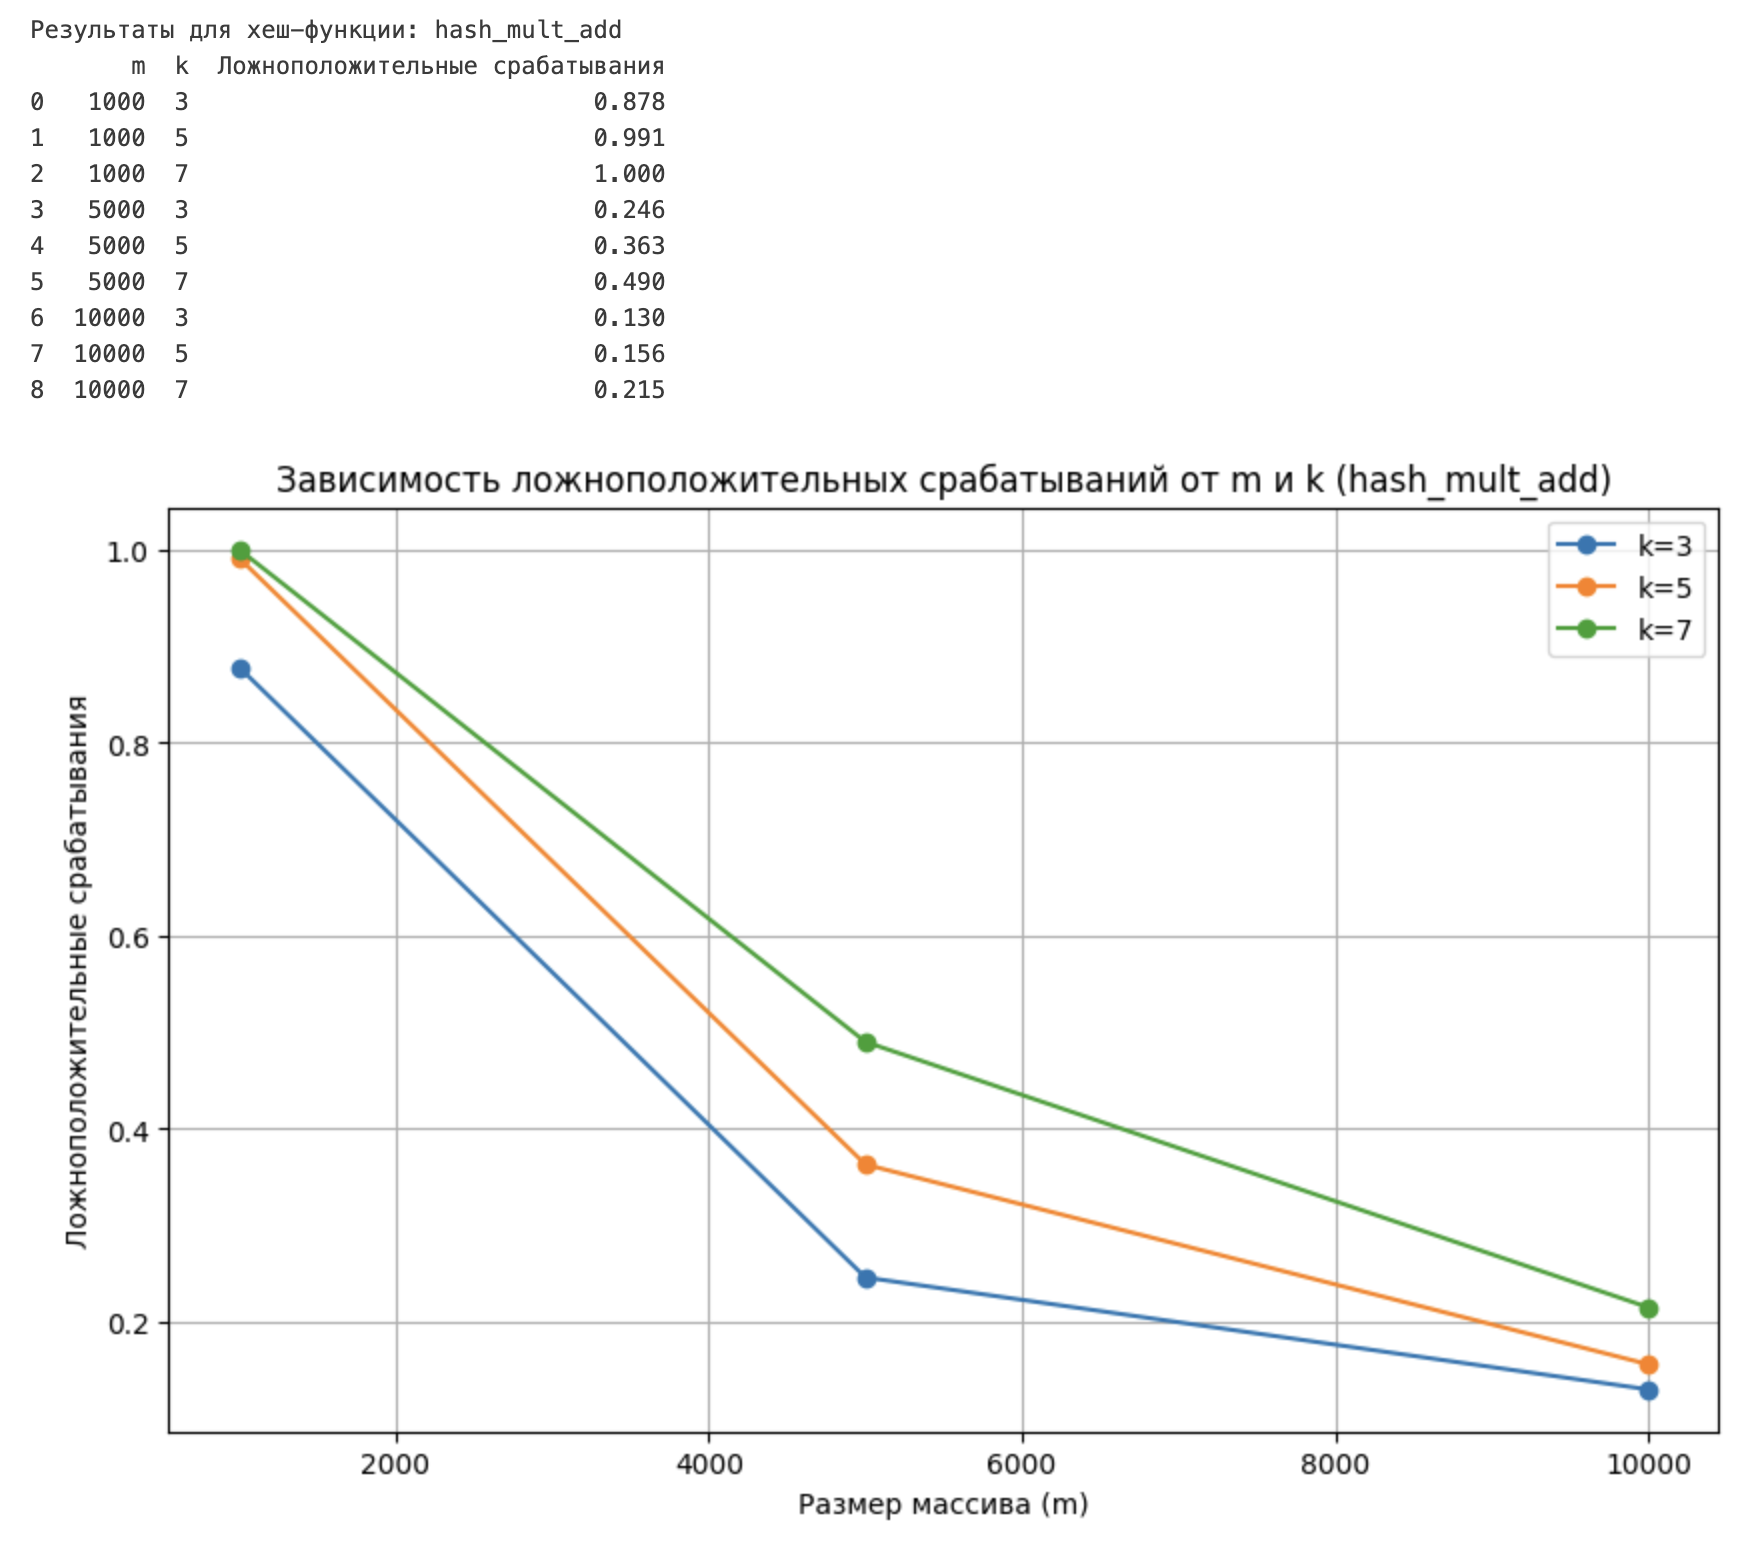 Результаты для хеш-функции: hash_mult_add
m k Ложноположительные срабатывания
0 1000 3 0.878
1 1000 5 0.991
2 1000 7 1.000
3 5000 3 0.246
4 5000 5 0.363
5 5000 7 0.490
6 10000 3 0.130
7 10000 5 0.156
8 10000 7 0.215
Зависимость ложноположительных срабатываний от m и k (hash_mult_add)
Ложноположительные срабатывания
1.0
0.8
0.6
0.4
0.2
k=3
k=5
k=7
2000 4000 6000 8000 10000
Размер массива (m)